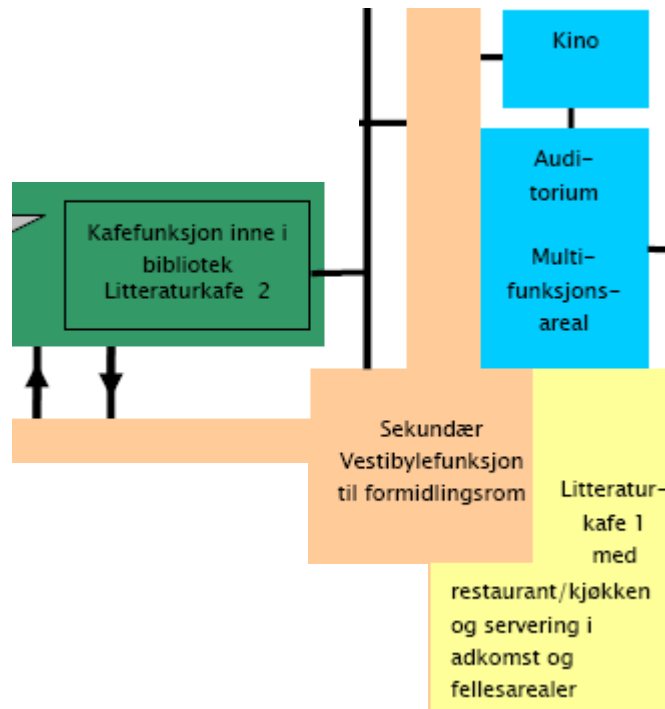 Kino
Audi-
torium
Multi-
funksjons-
areal
Kafefunksjon inne i
bibliotek
Litteraturkafe 2
Sekundær
Vestibylefunksjon
til formidlingsrom
Litteratur-
kafe 1
med
restaurant/kjøkken
og servering i
adkomst og
fellesarealer